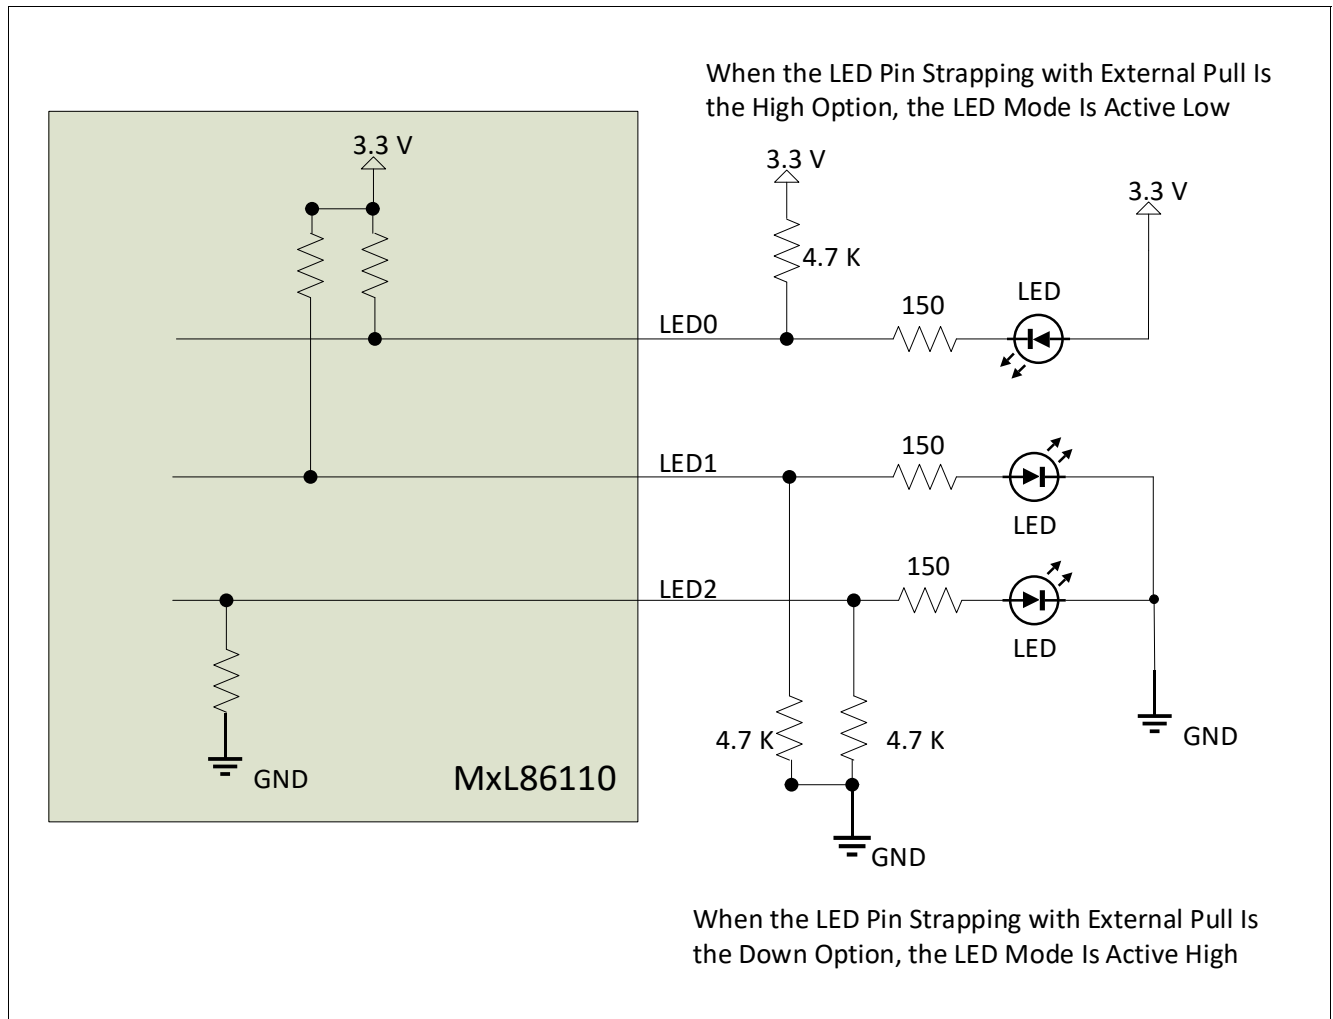 When the LED Pin Strapping with External Pull Is
the High Option, the LED Mode Is Active Low
3.3 V
3.3 V
3.3 V
4.7 K
LED
150
LED0
150
LED1
LED
150
LED2
LED
4.7 K
4.7 K
GND
GND
MxL86110
GND
When the LED Pin Strapping with External Pull Is
the Down Option, the LED Mode Is Active High